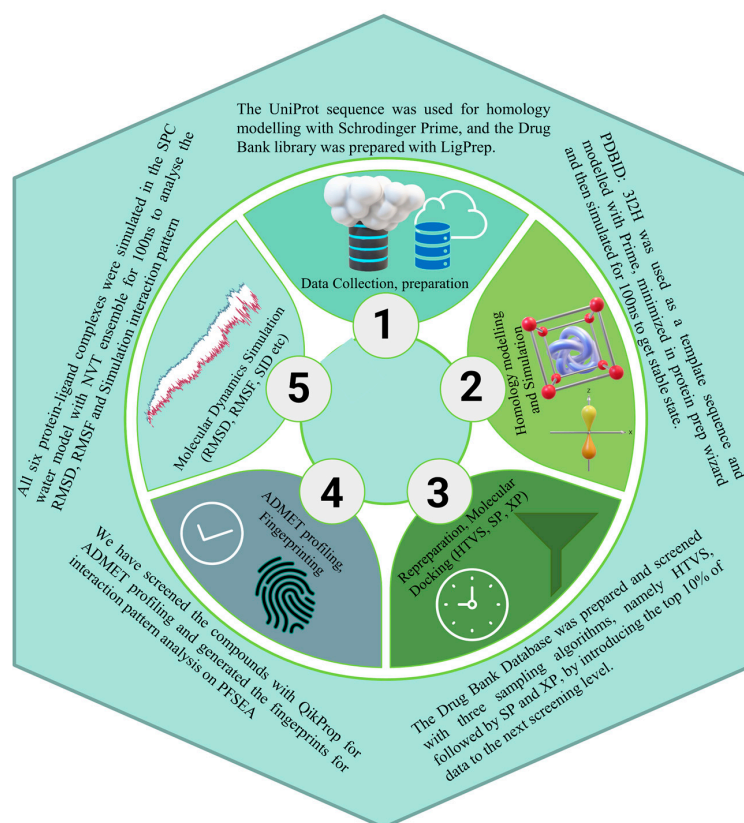 The UniProt sequence was used for homology
modelling with Schrodinger Prime, and the Drug
Bank library was prepared with LigPrep.
Data Collection, preparation
1
PDBID: 3I2H was used as a template sequence and
modelled with Prime, minimized in protein prep wizard
and then simulated for 100ns to get stable state.
Homology modelling
and Simulation
z
x
2
Repreparation, Molecular
Docking (HTVS, SP, XP)
3
The Drug Bank Database was prepared and screened
with three sampling algorithms, namely HTVS,
followed by SP and XP, by introducing the top 10% of
data to the next screening level.
ADMET profiling,
Fingerprinting
4
We have screened the compounds with QikProp for
ADMET profiling and generated the fingerprints for
interaction pattern analysis on PFSEA
Molecular Dynamics Simulation
(RMSD, RMSF, SID etc)
5
All six protein-ligand complexes were simulated in the SPC
water model with NVT ensemble for 100ns to analyse the
RMSD, RMSF and Simulation interaction pattern